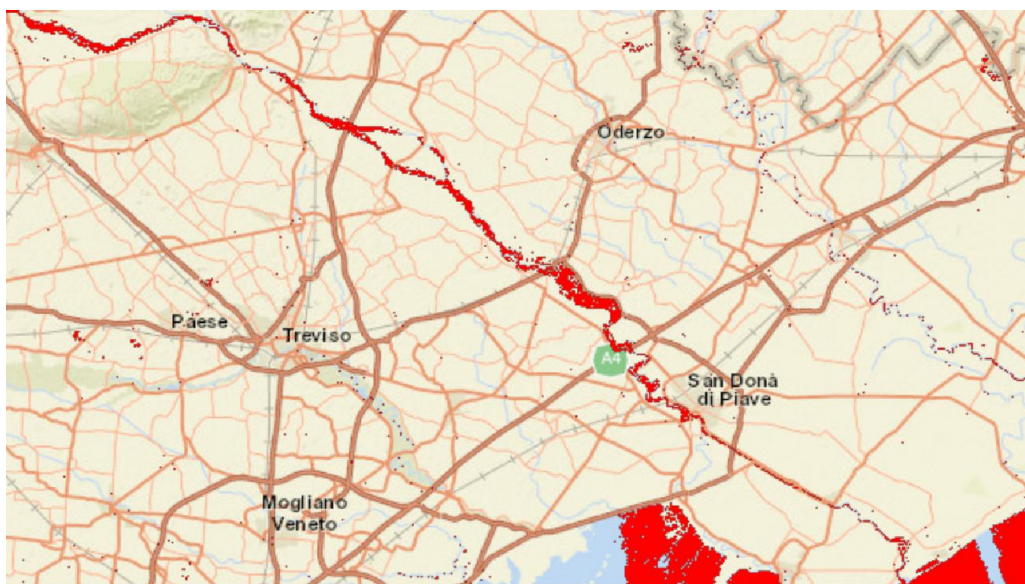 Oderzo
Paese
Treviso
A4
San Donà
di Piave
Mogliano
Veneto